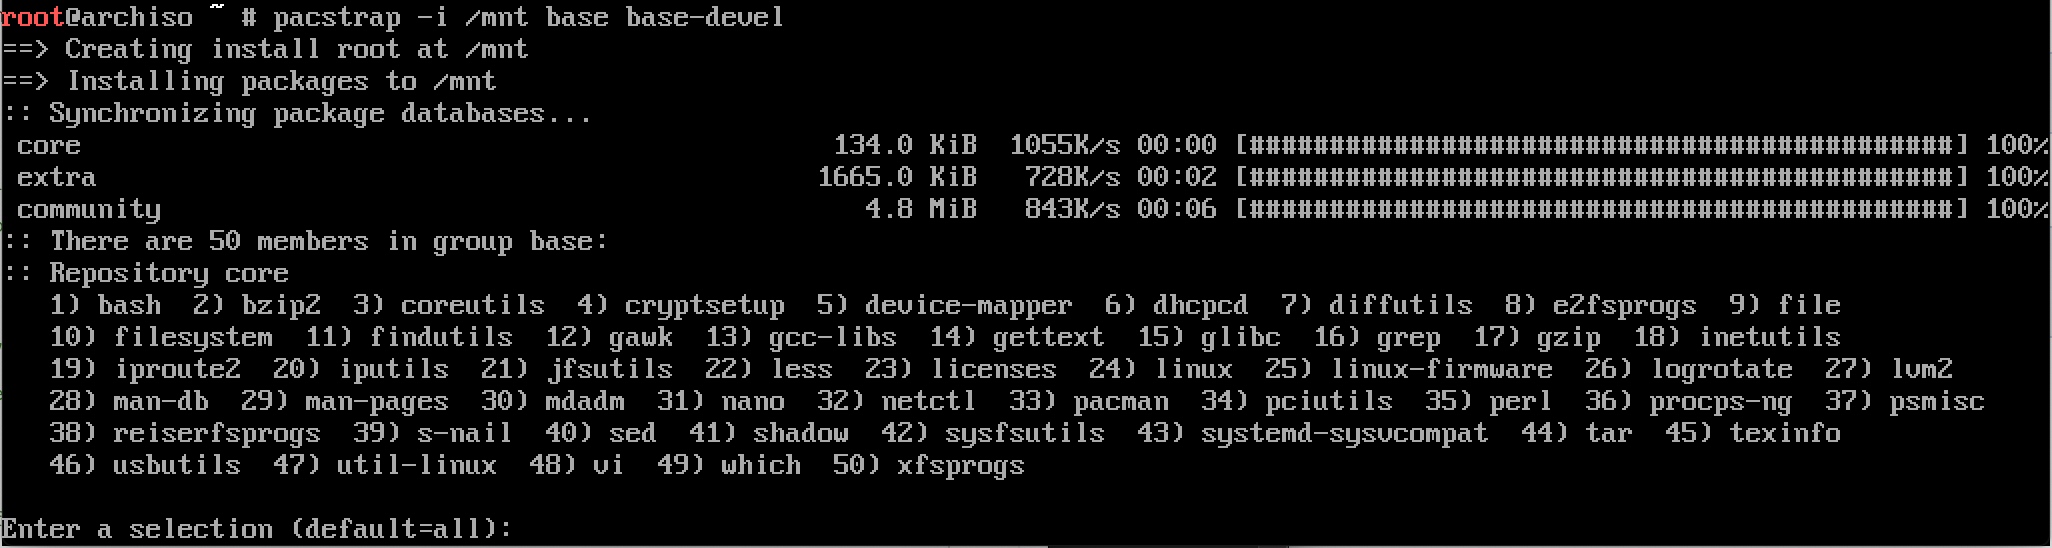 root@archiso ~ # pacstrap -i /mnt base base-devel
==> Creating install root at /mnt
==> Installing packages to /mnt
:: Synchronizing package databases...
core 134.0 KiB 1055K/s 00:00 [############################################] 100%
extra 1665.0 KiB 728K/s 00:02 [############################################] 100%
community 4.8 MiB 843K/s 00:06 [############################################] 100%
:: There are 50 members in group base:
:: Repository core
1) bash 2) bzip2 3) coreutils 4) cryptsetup 5) device-mapper 6) dhcpcd 7) diffutils 8) e2fsprogs 9) file
10) filesystem 11) findutils 12) gawk 13) gcc-libs 14) gettext 15) glibc 16) grep 17) gzip 18) inetutils
19) iproute2 20) iputils 21) jfsutils 22) less 23) licenses 24) linux 25) linux-firmware 26) logrotate 27) lvm2
28) man-db 29) man-pages 30) mdadm 31) nano 32) netctl 33) pacman 34) pciutils 35) perl 36) procps-ng 37) psmisc
38) reiserfsprogs 39) s-nail 40) sed 41) shadow 42) sysfsutils 43) systemd-sysvcompat 44) tar 45) texinfo
46) usbutils 47) util-linux 48) vi 49) which 50) xfsprogs
Enter a selection (default=all):